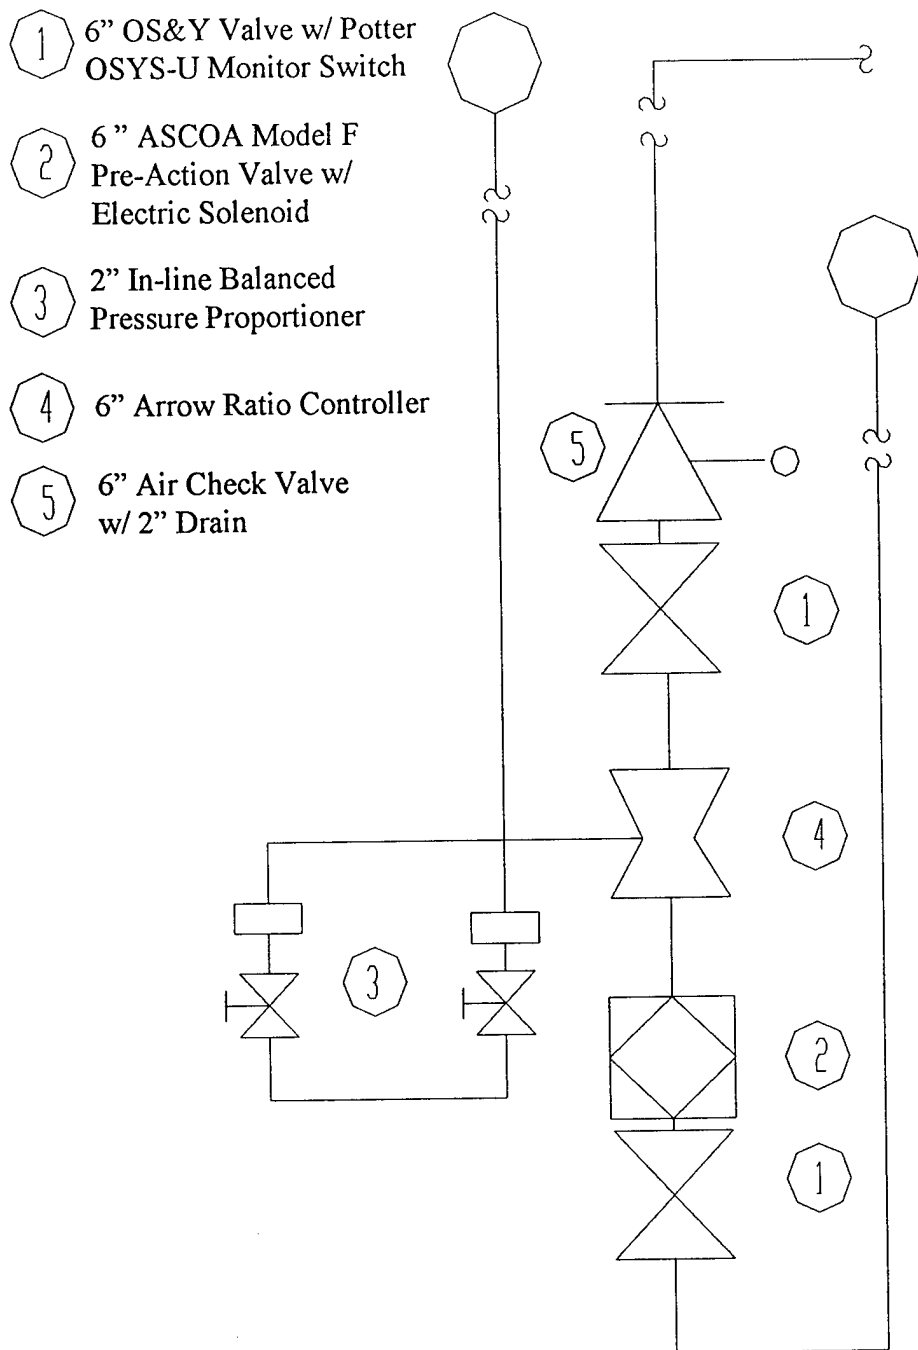 1 6” OS&Y Valve w/ Potter
OSYS-U Monitor Switch
2 6 ” ASCOA Model F
Pre-Action Valve w/
Electric Solenoid
3 2” In-line Balanced
Pressure Proportioner
4 6” Arrow Ratio Controller
5 6” Air Check Valve
w/ 2” Drain
5
1
4
3
2
1